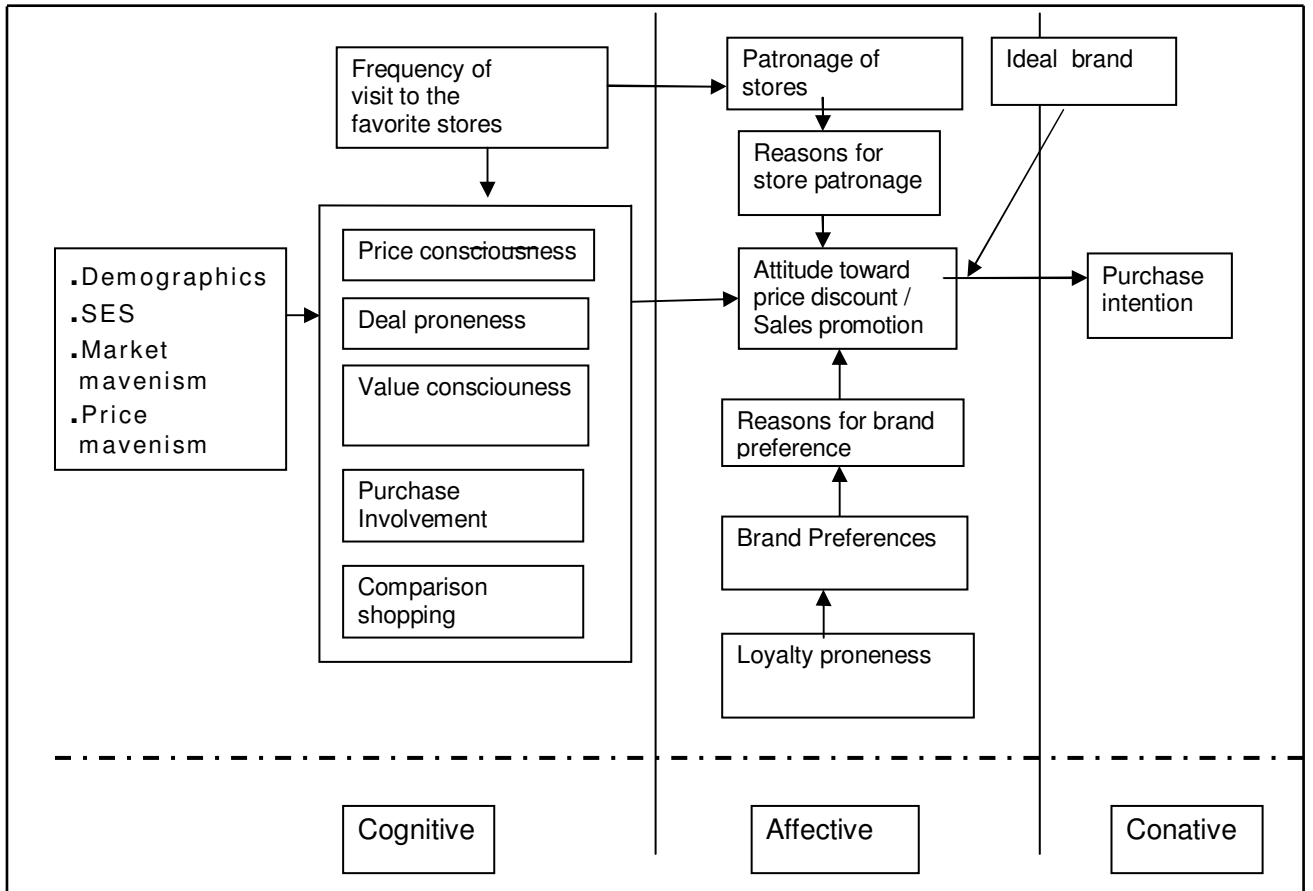 Frequency of
visit to the
favorite stores
Patronage of
stores
Ideal brand
Reasons for
store patronage
.Demographics
.SES
.Market
mavenism
.Price
mavenism
Price consciousness
Deal proneness
Value consciouness
Purchase
Involvement
Comparison
shopping
Attitude toward
price discount /
Sales promotion
Purchase
intention
Reasons for brand
preference
Brand Preferences
Loyalty proneness
Cognitive
Affective
Conative